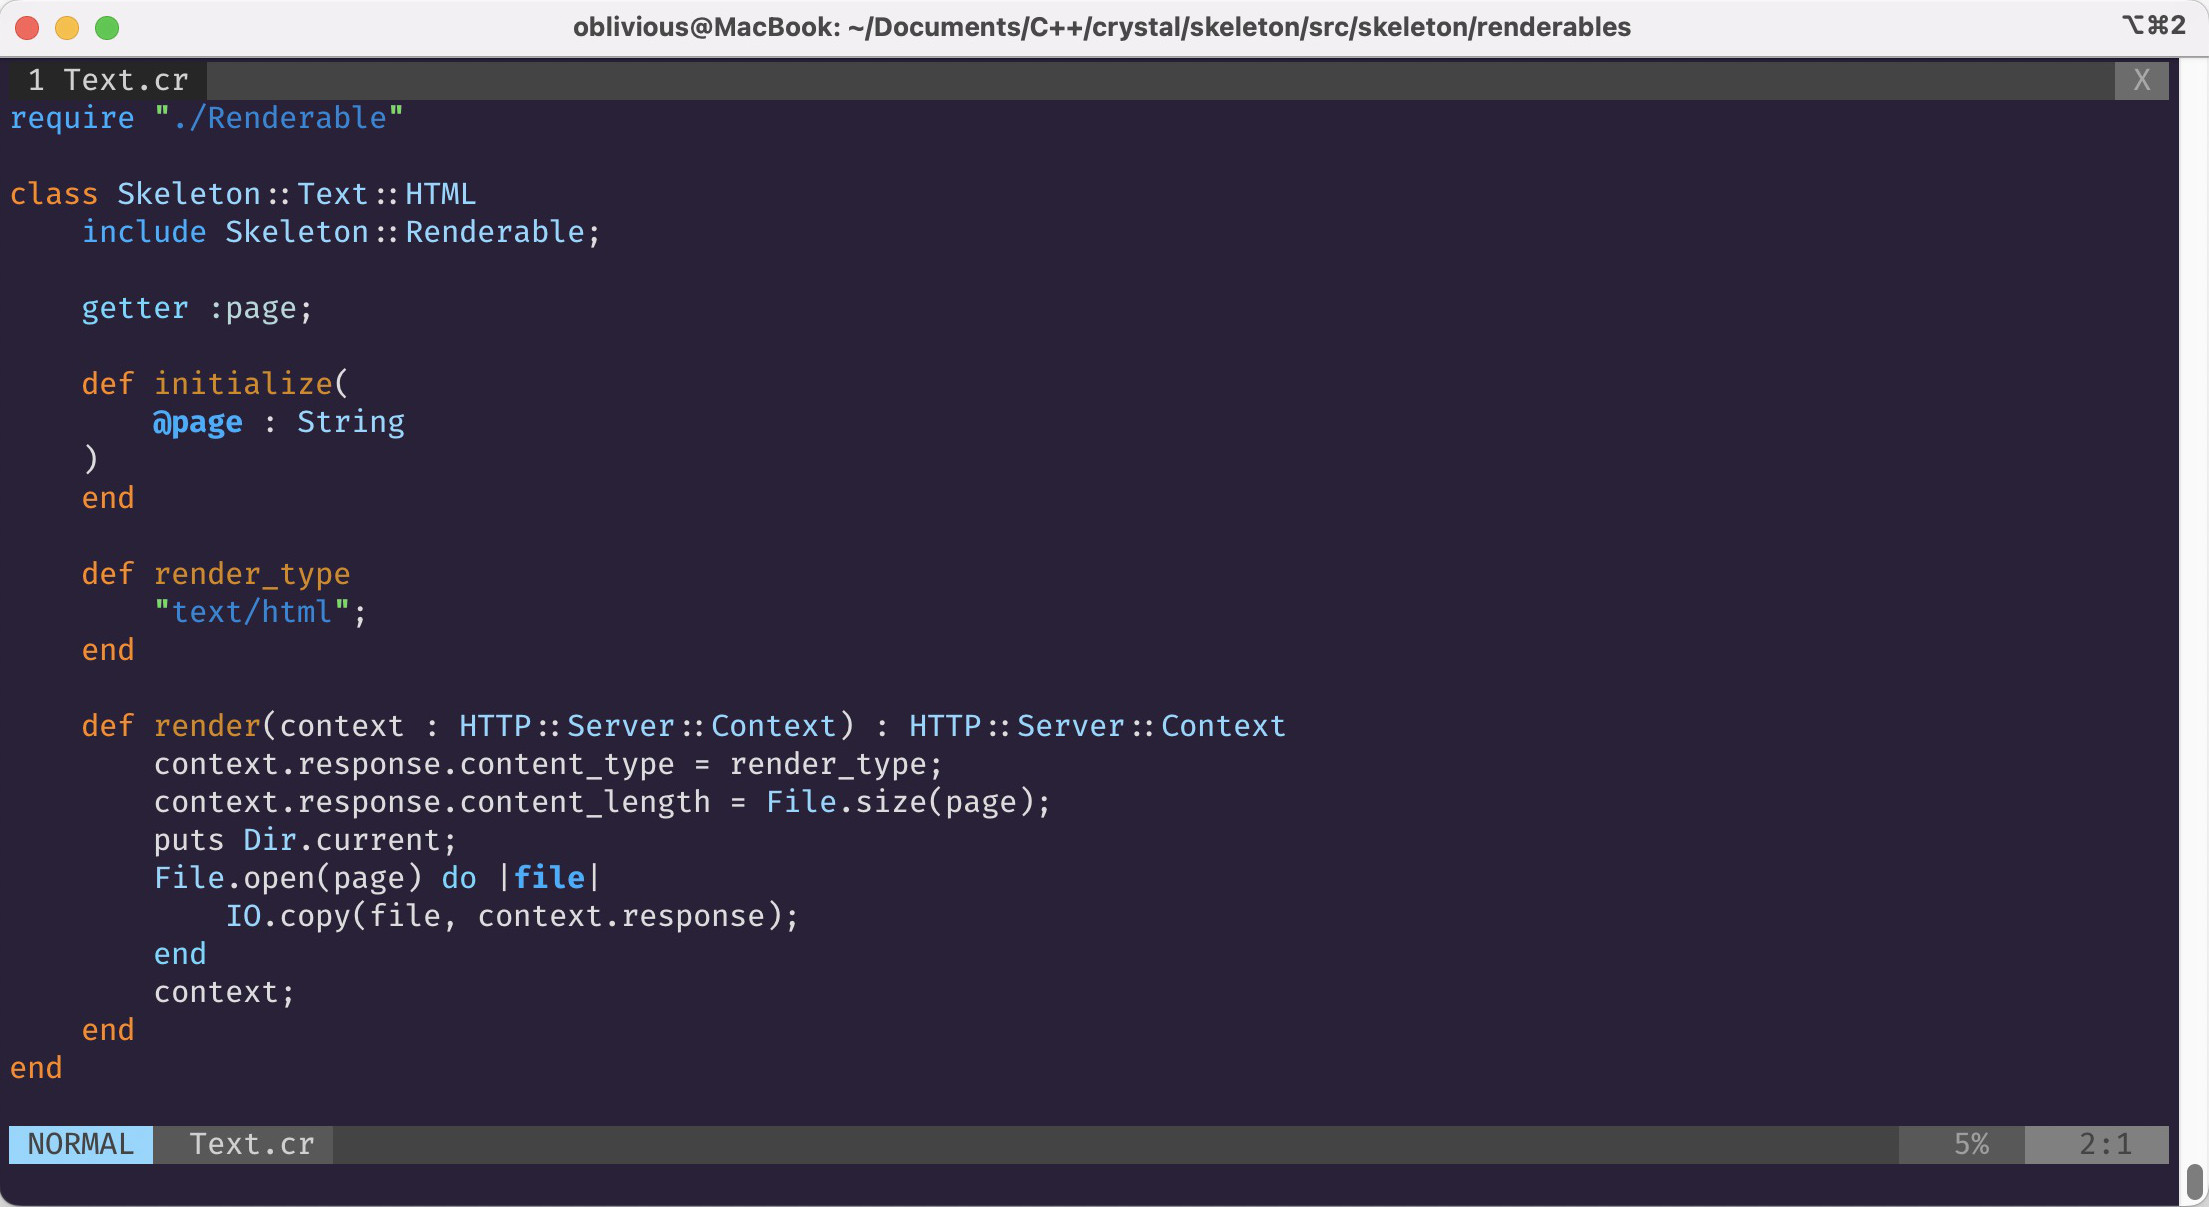 oblivious@MacBook: ~/Documents/C++/crystal/skeleton/src/skeleton/renderables
⌥⌘2
1 Text.cr
X
require "./Renderable"
class Skeleton::Text::HTML
    include Skeleton::Renderable;
    getter :page;
    def initialize(
        @page : String
    )
    end
    def render_type
        "text/html";
    end
    def render(context : HTTP::Server::Context) : HTTP::Server::Context
        context.response.content_type = render_type;
        context.response.content_length = File.size(page);
        puts Dir.current;
        File.open(page) do |file|
            IO.copy(file, context.response);
        end
        context;
    end
end
NORMAL Text.cr 5% 2:1